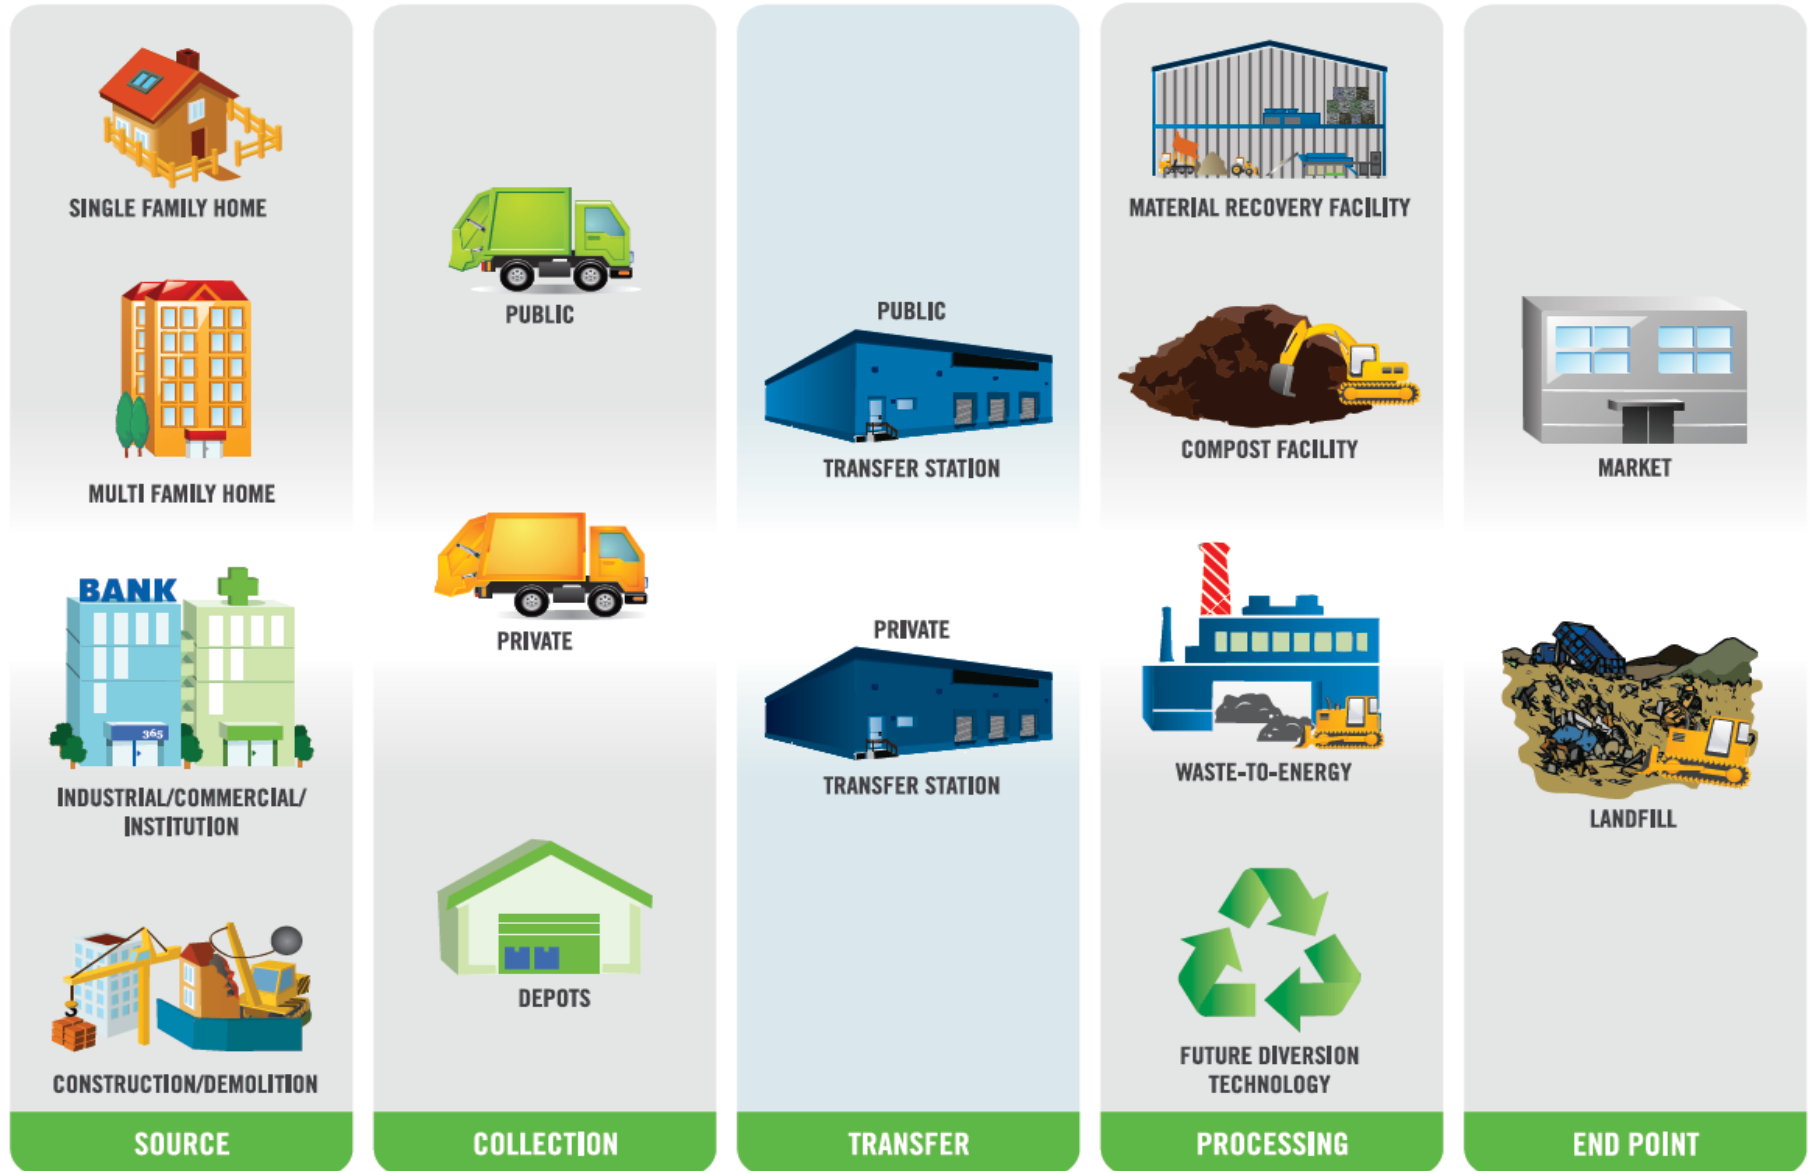 SINGLE FAMILY HOME
MULTI FAMILY HOME
BANK
365
INDUSTRIAL/COMMERCIAL/
INSTITUTION
CONSTRUCTION/DEMOLITION
SOURCE
PUBLIC
PRIVATE
DEPOTS
COLLECTION
PUBLIC
TRANSFER STATION
PRIVATE
TRANSFER STATION
TRANSFER
MATERIAL RECOVERY FACILITY
COMPOST FACILITY
WASTE-TO-ENERGY
FUTURE DIVERSION
TECHNOLOGY
PROCESSING
MARKET
LANDFILL
END POINT